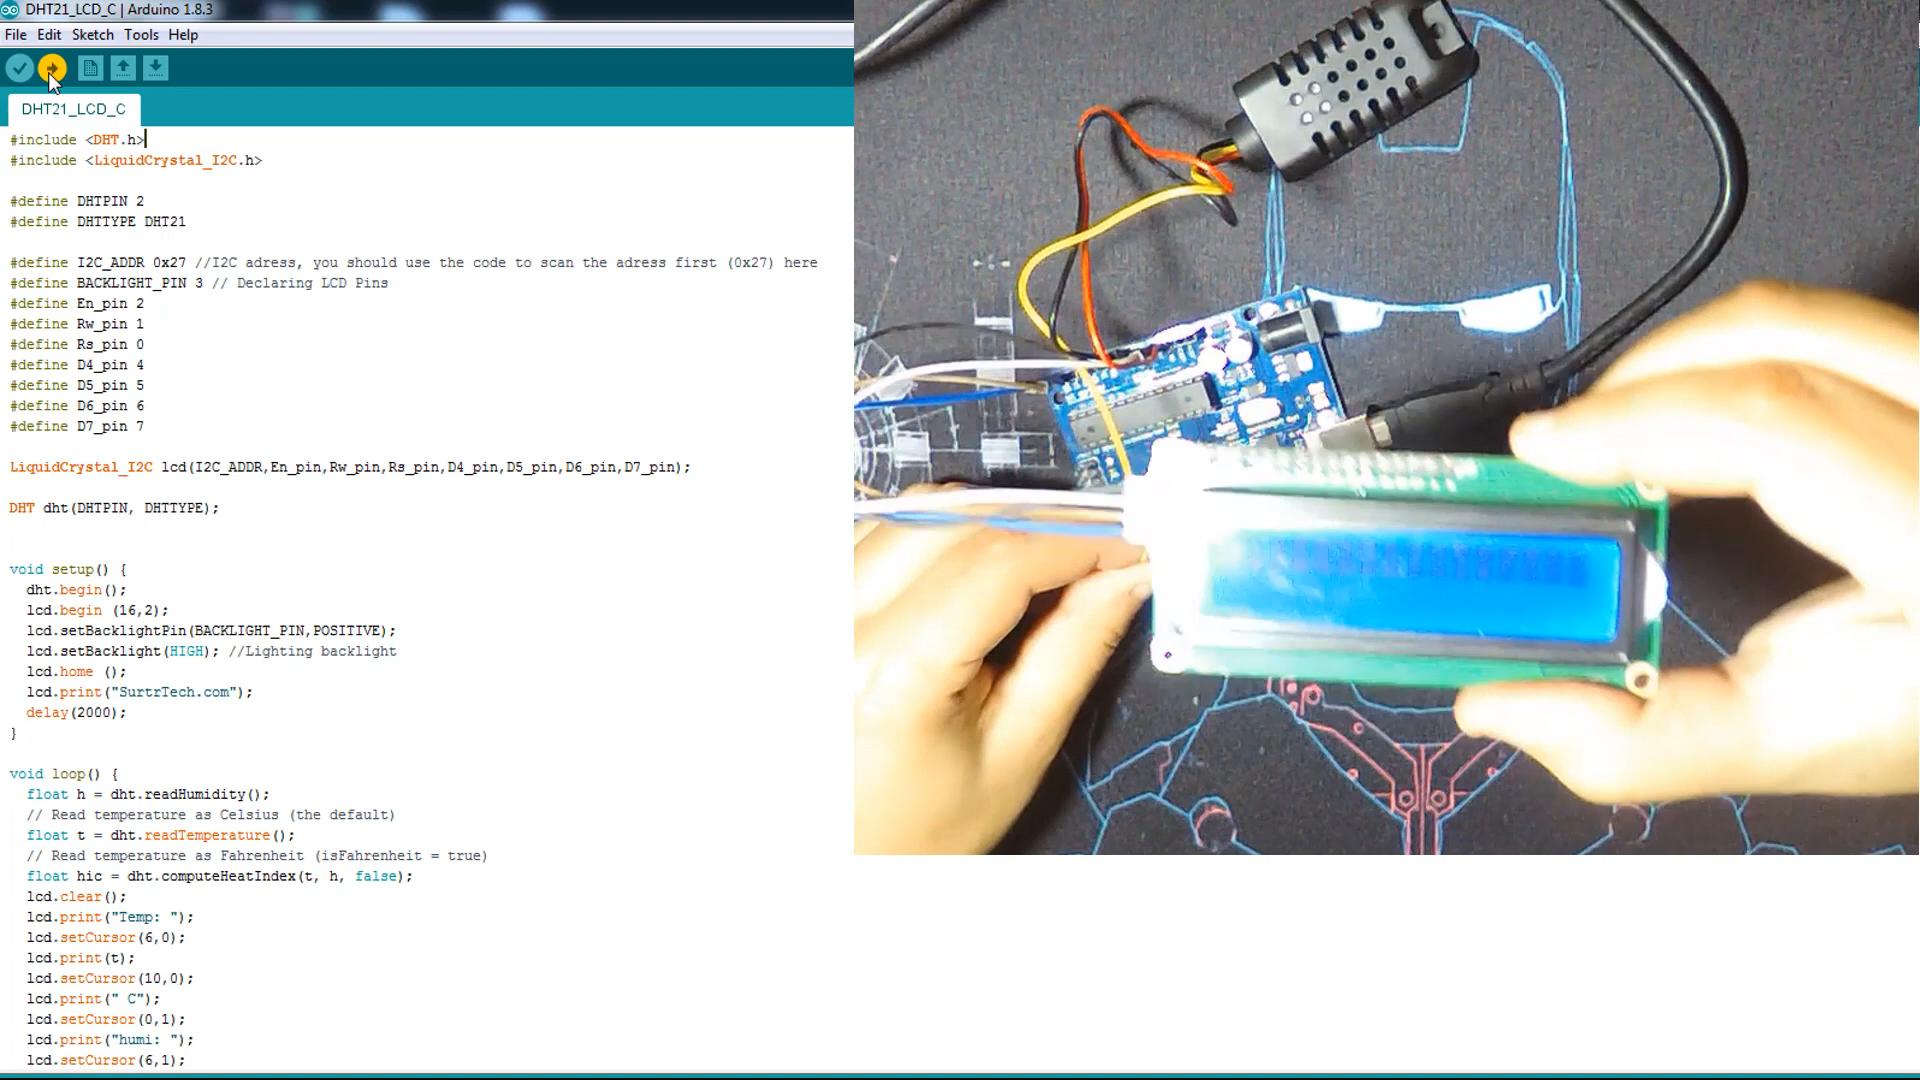 DHT21_LCD_C | Arduino 1.8.3
File Edit Sketch Tools Help
DHT21_LCD_C
#include <DHT.h>
#include <LiquidCrystal_I2C.h>
#define DHTPIN 2
#define DHTTYPE DHT21
#define I2C_ADDR 0x27 //I2C adress, you should use the code to scan the adress first (0x27) here
#define BACKLIGHT_PIN 3 // Declaring LCD Pins
#define En_pin 2
#define Rw_pin 1
#define Rs_pin 0
#define D4_pin 4
#define D5_pin 5
#define D6_pin 6
#define D7_pin 7
LiquidCrystal_I2C lcd(I2C_ADDR,En_pin,Rw_pin,Rs_pin,D4_pin,D5_pin,D6_pin,D7_pin);
DHT dht(DHTPIN, DHTTYPE);
void setup() {
dht.begin();
lcd.begin (16,2);
lcd.setBacklightPin(BACKLIGHT_PIN,POSITIVE);
lcd.setBacklight(HIGH); //Lighting backlight
lcd.home ();
lcd.print("SurtrTech.com");
delay(2000);
}
void loop() {
float h = dht.readHumidity();
// Read temperature as Celsius (the default)
float t = dht.readTemperature();
// Read temperature as Fahrenheit (isFahrenheit = true)
float hic = dht.computeHeatIndex(t, h, false);
lcd.clear();
lcd.print("Temp: ");
lcd.setCursor(6,0);
lcd.print(t);
lcd.setCursor(10,0);
lcd.print(" C");
lcd.setCursor(0,1);
lcd.print("humi: ");
lcd.setCursor(6,1);